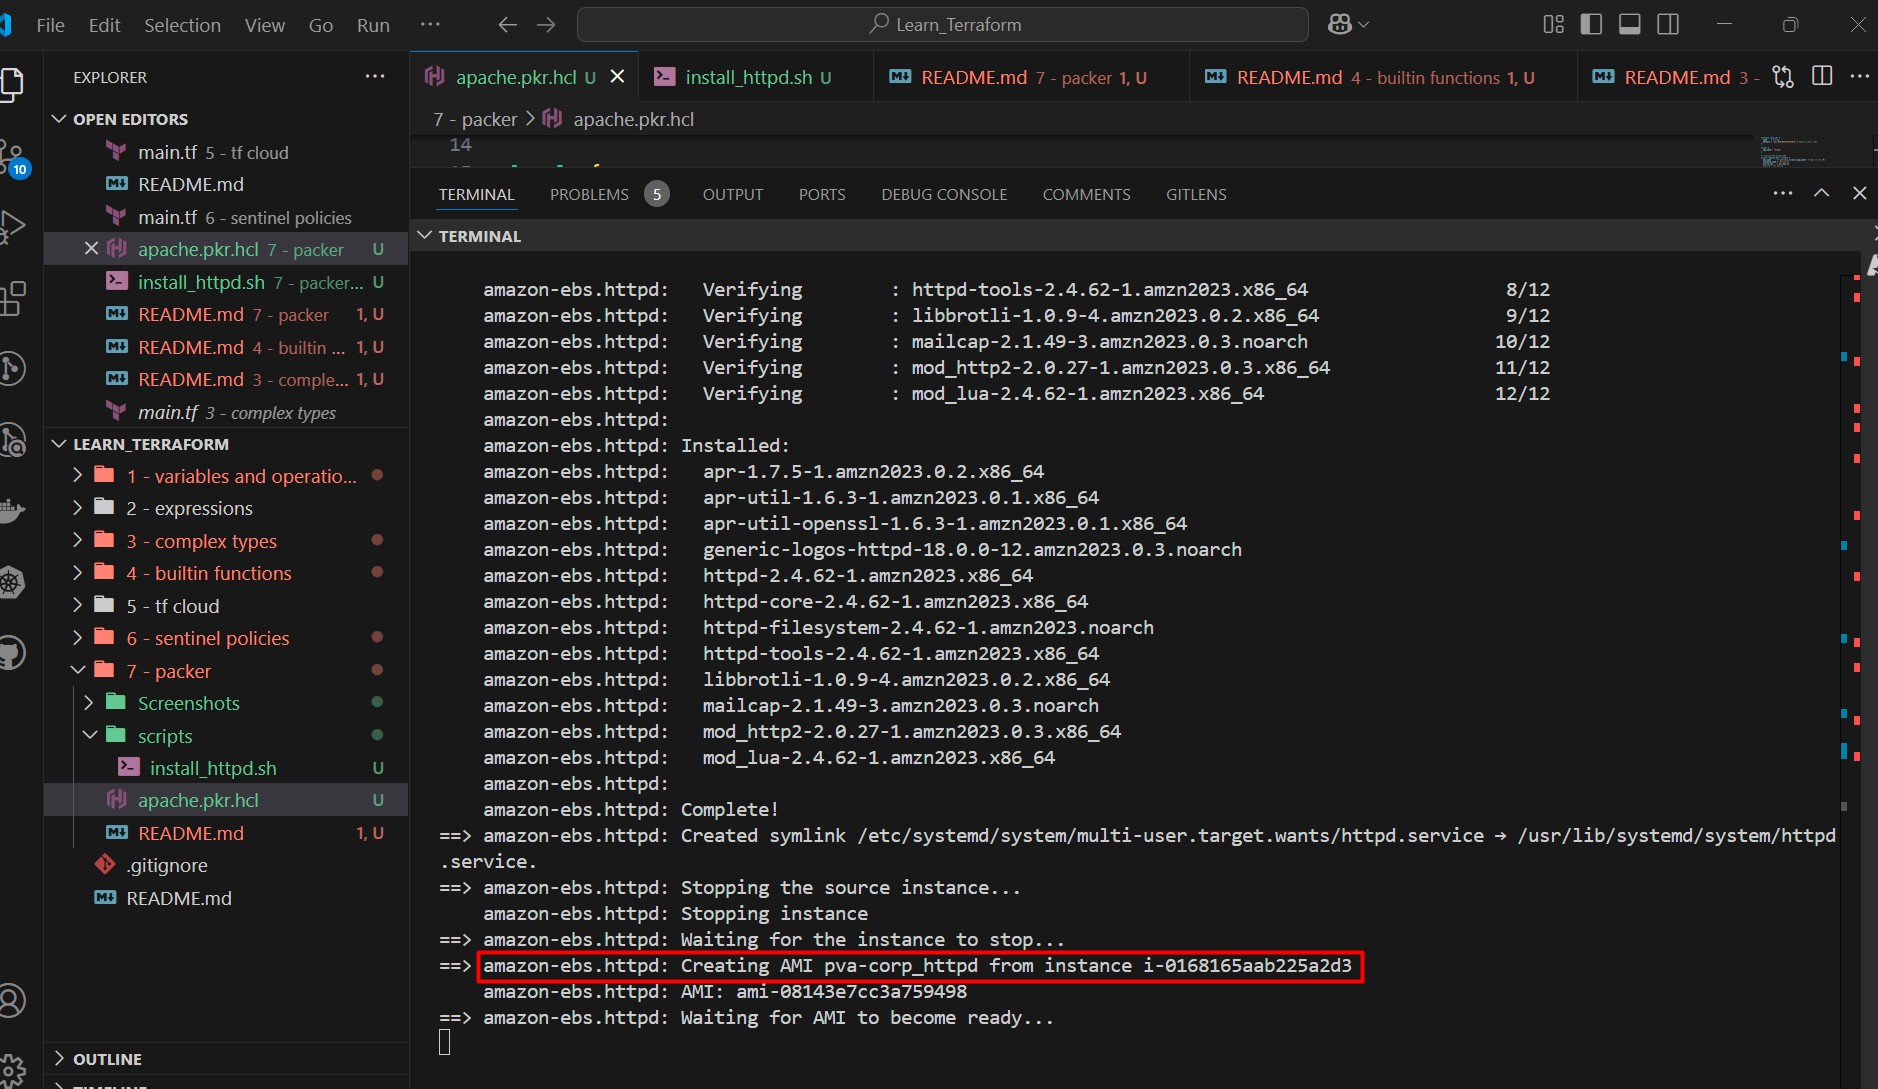 File Edit Selection View Go Run ··· Learn_Terraform
EXPLORER ···
OPEN EDITORS
main.tf 5 - tf cloud
README.md
main.tf 6 - sentinel policies
apache.pkr.hcl 7 - packer U
install_httpd.sh 7 - packer... U
README.md 7 - packer 1, U
README.md 4 - builtin ... 1, U
README.md 3 - comple... 1, U
main.tf 3 - complex types
LEARN_TERRAFORM
1 - variables and operatio...
2 - expressions
3 - complex types
4 - builtin functions
5 - tf cloud
6 - sentinel policies
7 - packer
Screenshots
scripts
install_httpd.sh U
apache.pkr.hcl U
README.md 1, U
.gitignore
README.md
OUTLINE
TIMELINE
10
apache.pkr.hcl U install_httpd.sh U README.md 7 - packer 1, U README.md 4 - builtin functions 1, U README.md 3 - ···
7 - packer > apache.pkr.hcl
14
TERMINAL PROBLEMS 5 OUTPUT PORTS DEBUG CONSOLE COMMENTS GITLENS ···
TERMINAL
amazon-ebs.httpd: Verifying : httpd-tools-2.4.62-1.amzn2023.x86_64 8/12
amazon-ebs.httpd: Verifying : libbrotli-1.0.9-4.amzn2023.0.2.x86_64 9/12
amazon-ebs.httpd: Verifying : mailcap-2.1.49-3.amzn2023.0.3.noarch 10/12
amazon-ebs.httpd: Verifying : mod_http2-2.0.27-1.amzn2023.0.3.x86_64 11/12
amazon-ebs.httpd: Verifying : mod_lua-2.4.62-1.amzn2023.x86_64 12/12
amazon-ebs.httpd:
amazon-ebs.httpd: Installed:
amazon-ebs.httpd: apr-1.7.5-1.amzn2023.0.2.x86_64
amazon-ebs.httpd: apr-util-1.6.3-1.amzn2023.0.1.x86_64
amazon-ebs.httpd: apr-util-openssl-1.6.3-1.amzn2023.0.1.x86_64
amazon-ebs.httpd: generic-logos-httpd-18.0.0-12.amzn2023.0.3.noarch
amazon-ebs.httpd: httpd-2.4.62-1.amzn2023.x86_64
amazon-ebs.httpd: httpd-core-2.4.62-1.amzn2023.x86_64
amazon-ebs.httpd: httpd-filesystem-2.4.62-1.amzn2023.noarch
amazon-ebs.httpd: httpd-tools-2.4.62-1.amzn2023.x86_64
amazon-ebs.httpd: libbrotli-1.0.9-4.amzn2023.0.2.x86_64
amazon-ebs.httpd: mailcap-2.1.49-3.amzn2023.0.3.noarch
amazon-ebs.httpd: mod_http2-2.0.27-1.amzn2023.0.3.x86_64
amazon-ebs.httpd: mod_lua-2.4.62-1.amzn2023.x86_64
amazon-ebs.httpd:
amazon-ebs.httpd: Complete!
==> amazon-ebs.httpd: Created symlink /etc/systemd/system/multi-user.target.wants/httpd.service → /usr/lib/systemd/system/httpd
.service.
==> amazon-ebs.httpd: Stopping the source instance...
amazon-ebs.httpd: Stopping instance
==> amazon-ebs.httpd: Waiting for the instance to stop...
==> amazon-ebs.httpd: Creating AMI pva-corp_httpd from instance i-0168165aab225a2d3
amazon-ebs.httpd: AMI: ami-08143e7cc3a759498
==> amazon-ebs.httpd: Waiting for AMI to become ready...